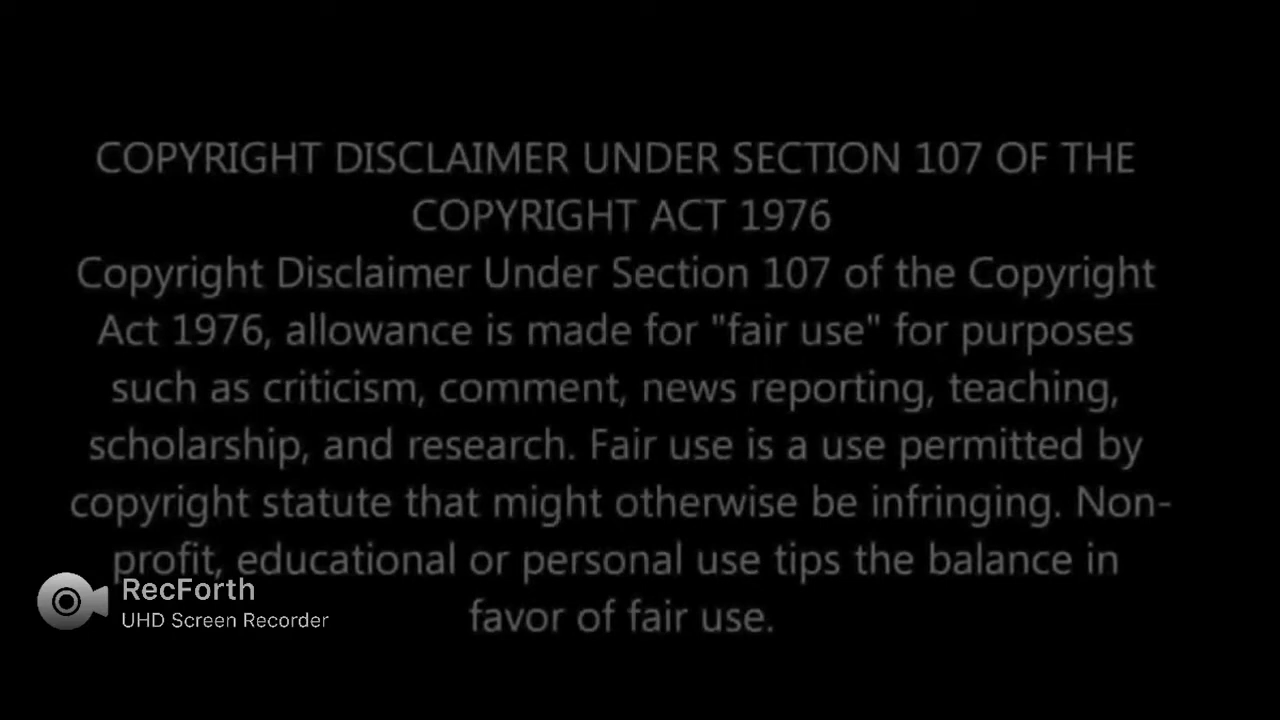 COPYRIGHT DISCLAIMER UNDER SECTION 107 OF THE
COPYRIGHT ACT 1976
Copyright Disclaimer Under Section 107 of the Copyright
Act 1976, allowance is made for "fair use" for purposes
such as criticism, comment, news reporting, teaching,
scholarship, and research. Fair use is a use permitted by
copyright statute that might otherwise be infringing. Non-
profit, educational or personal use tips the balance in
favor of fair use.
RecForth
UHD Screen Recorder